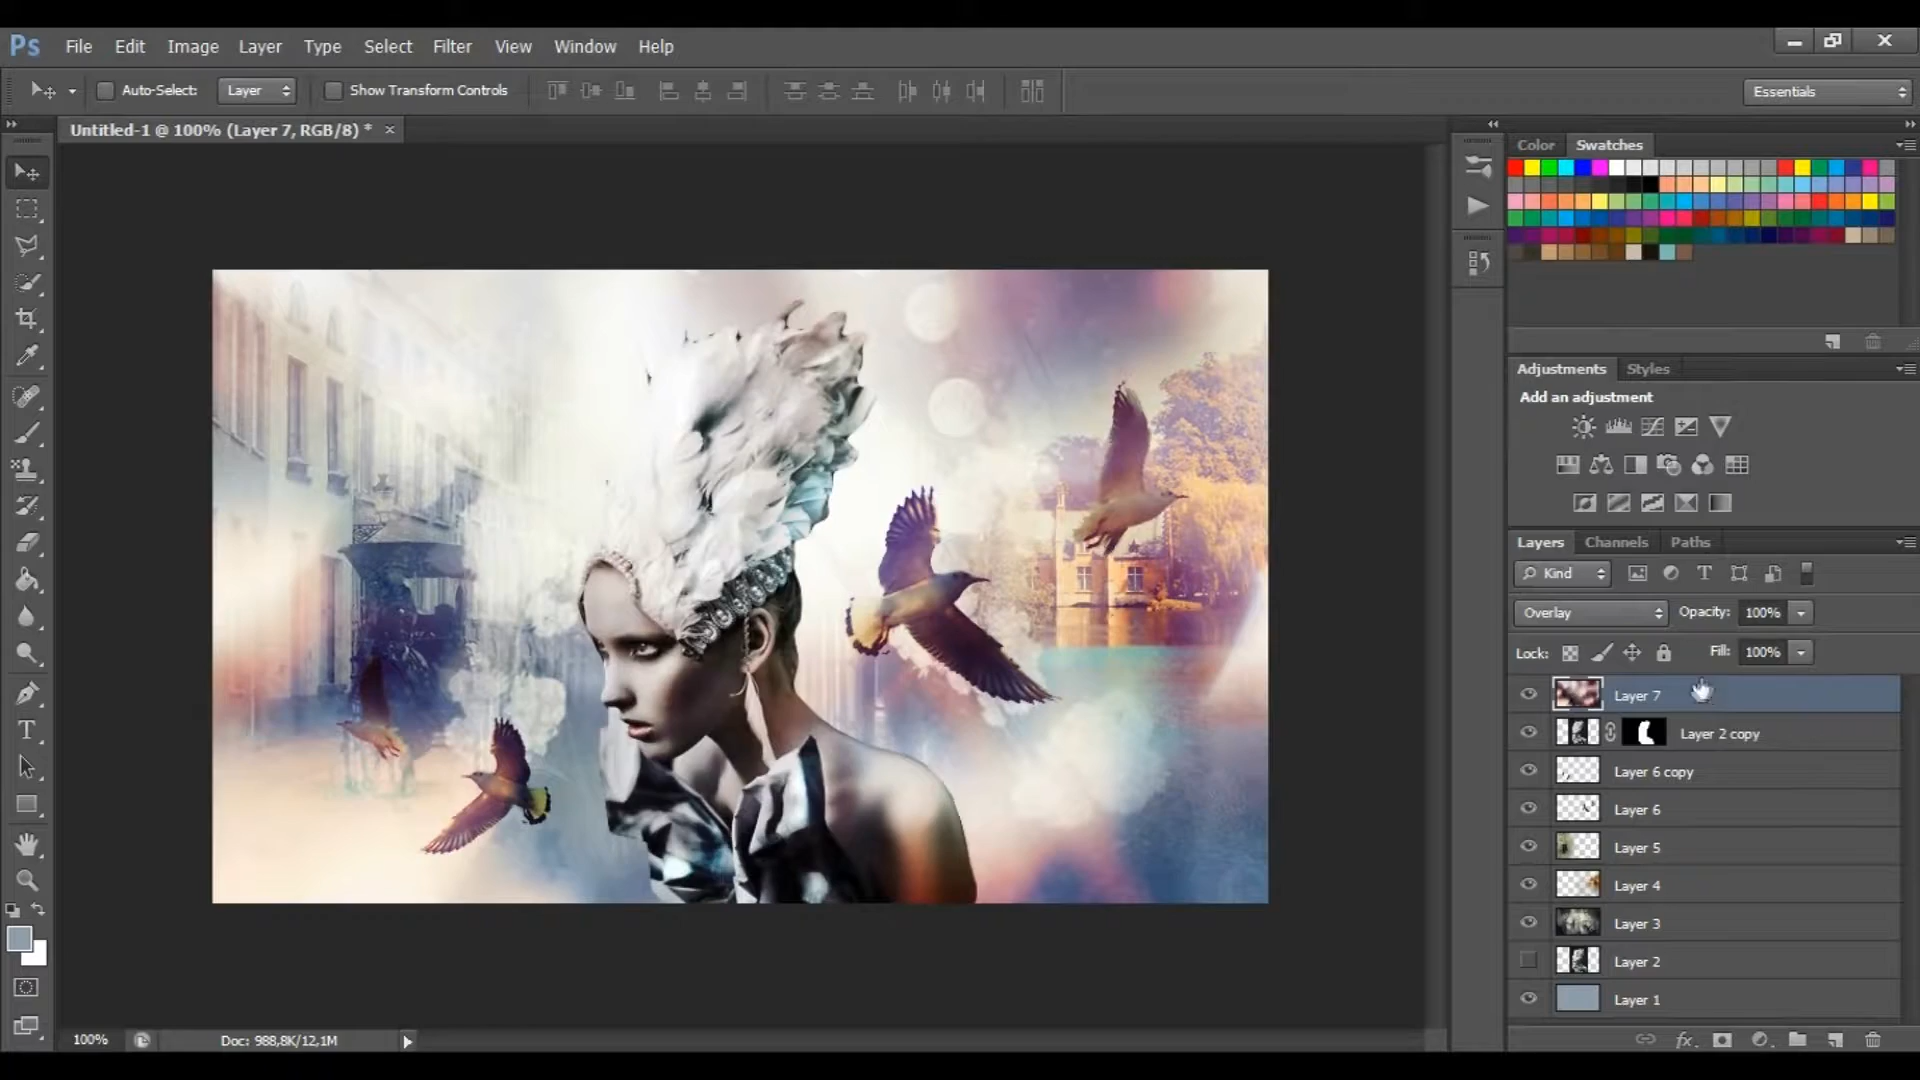 Ps File Edit Image Layer Type Select Filter View Window Help
Auto-Select: Layer Show Transform Controls Essentials
Untitled-1 @ 100% (Layer 7, RGB/8) *
Color Swatches
Adjustments Styles
Add an adjustment
Layers Channels Paths
Kind
Overlay Opacity: 100%
Lock: Fill: 100%
Layer 7
Layer 2 copy
Layer 6 copy
Layer 6
Layer 5
Layer 4
Layer 3
Layer 2
Layer 1
100% Doc: 988,8K/12,1M